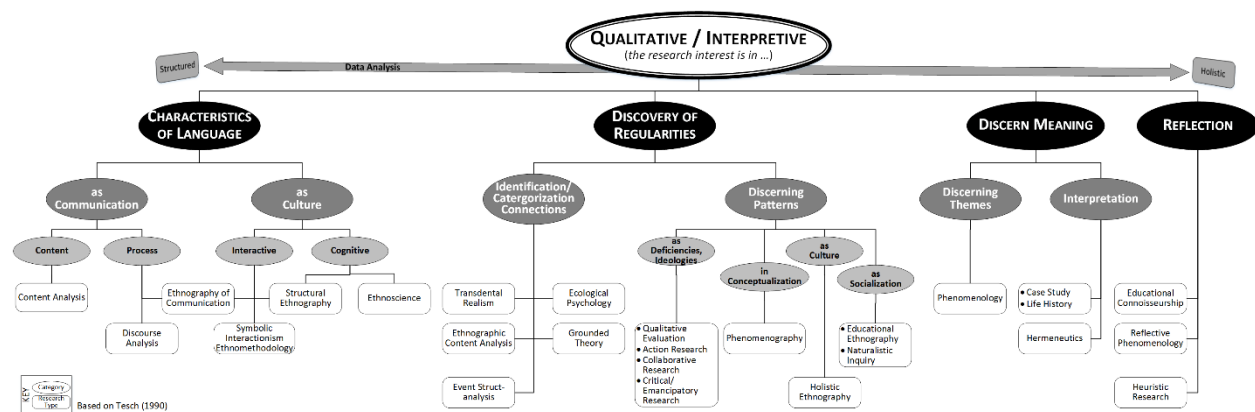 QUALITATIVE / INTERPRETIVE
(the research interest is in ...)
Structured
Data Analysis
Holistic
CHARACTERISTICS
OF LANGUAGE
DISCOVERY OF
REGULARITIES
DISCERN MEANING
REFLECTION
as
Communication
as
Culture
Identification/
Catergorization
Connections
Discerning
Patterns
Discerning
Themes
Interpretation
Content
Process
Interactive
Cognitive
as
Deficiencies,
Ideologies
in
Conceptualization
as
Culture
as
Socialization
Content Analysis
Ethnography of
Communication
Structural
Ethnography
Ethnoscience
Discourse
Analysis
Symbolic
Interactionism
Ethnomethodology
Transdental
Realism
Ecological
Psychology
Ethnographic
Content Analysis
Grounded
Theory
Event Struct-
analysis
• Qualitative
Evaluation
• Action Research
• Collaborative
Research
• Critical/
Emancipatory
Research
Phenomenography
Holistic
Ethnography
• Educational
Ethnography
• Naturalistic
Inquiry
Phenomenology
• Case Study
• Life History
Hermeneutics
Educational
Connoisseurship
Reflective
Phenomenology
Heuristic
Research
KEY
Category
Research
Type
Based on Tesch (1990)